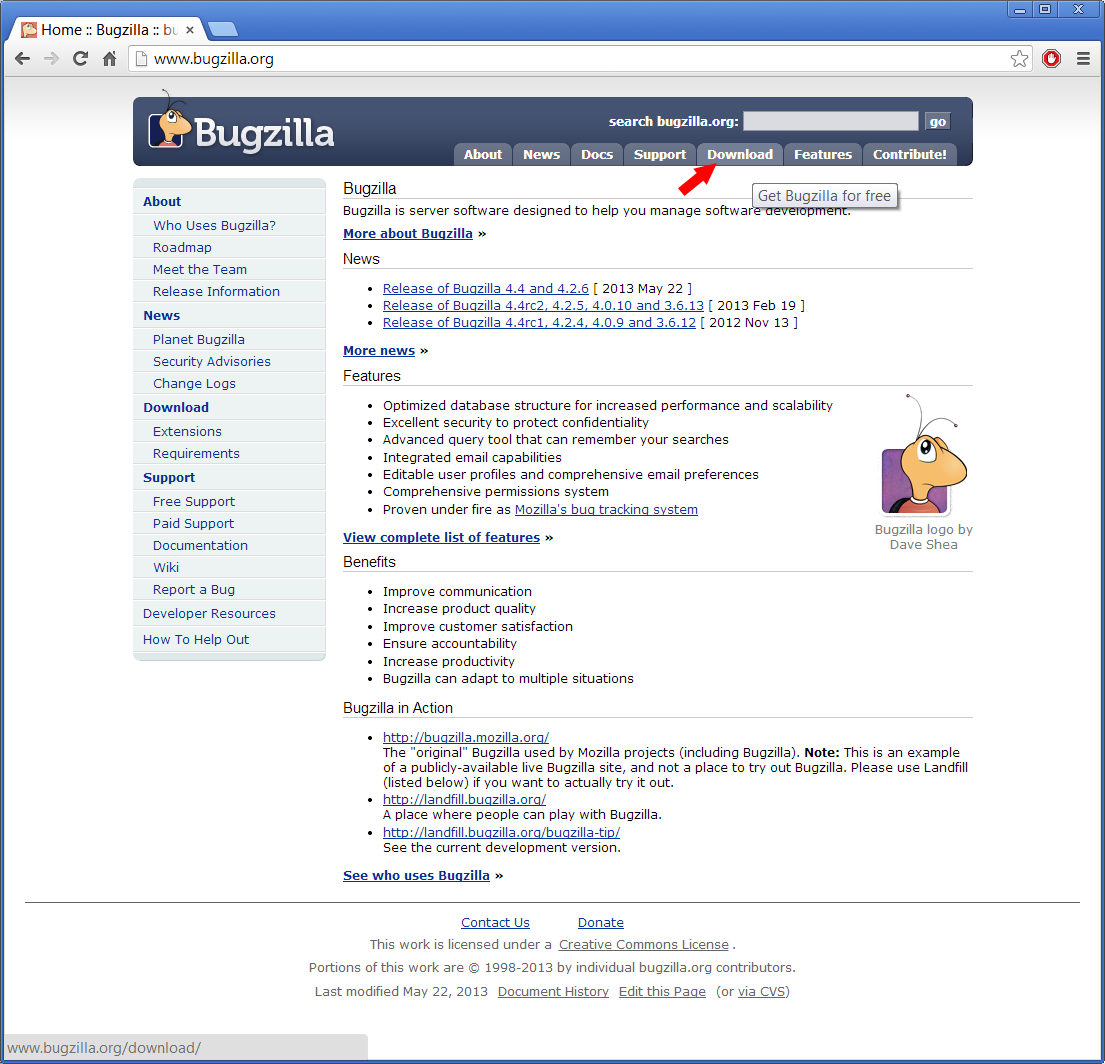 Home :: Bugzilla :: bu
www.bugzilla.org
Bugzilla
search bugzilla.org:
go
About
News
Docs
Support
Download
Features
Contribute!
Get Bugzilla for free
About
Who Uses Bugzilla?
Roadmap
Meet the Team
Release Information
News
Planet Bugzilla
Security Advisories
Change Logs
Download
Extensions
Requirements
Support
Free Support
Paid Support
Documentation
Wiki
Report a Bug
Developer Resources
How To Help Out
Bugzilla
Bugzilla is server software designed to help you manage software development.
More about Bugzilla »
News
• Release of Bugzilla 4.4 and 4.2.6 [ 2013 May 22 ]
• Release of Bugzilla 4.4rc2, 4.2.5, 4.0.10 and 3.6.13 [ 2013 Feb 19 ]
• Release of Bugzilla 4.4rc1, 4.2.4, 4.0.9 and 3.6.12 [ 2012 Nov 13 ]
More news »
Features
• Optimized database structure for increased performance and scalability
• Excellent security to protect confidentiality
• Advanced query tool that can remember your searches
• Integrated email capabilities
• Editable user profiles and comprehensive email preferences
• Comprehensive permissions system
• Proven under fire as Mozilla's bug tracking system
Bugzilla logo by
Dave Shea
View complete list of features »
Benefits
• Improve communication
• Increase product quality
• Improve customer satisfaction
• Ensure accountability
• Increase productivity
• Bugzilla can adapt to multiple situations
Bugzilla in Action
• http://bugzilla.mozilla.org/
The "original" Bugzilla used by Mozilla projects (including Bugzilla). Note: This is an example
of a publicly-available live Bugzilla site, and not a place to try out Bugzilla. Please use Landfill
(listed below) if you want to actually try it out.
• http://landfill.bugzilla.org/
A place where people can play with Bugzilla.
• http://landfill.bugzilla.org/bugzilla-tip/
See the current development version.
See who uses Bugzilla »
Contact Us Donate
This work is licensed under a Creative Commons License .
Portions of this work are © 1998-2013 by individual bugzilla.org contributors.
Last modified May 22, 2013 Document History Edit this Page (or via CVS)
www.bugzilla.org/download/